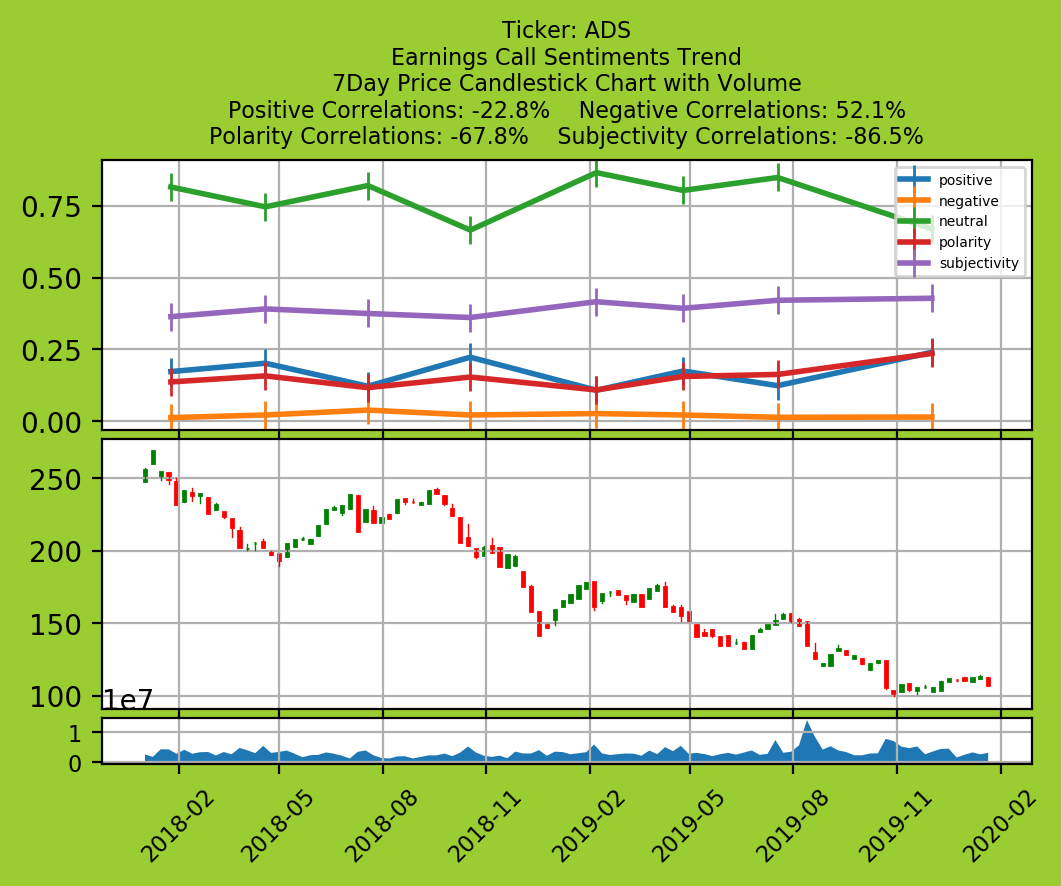 Ticker: ADS
Earnings Call Sentiments Trend
7Day Price Candlestick Chart with Volume
Positive Correlations: -22.8%    Negative Correlations: 52.1%
Polarity Correlations: -67.8%    Subjectivity Correlations: -86.5%
positive
negative
neutral
polarity
subjectivity
0.75
0.50
0.25
0.00
250
200
150
100
1e7
1
0
2018-02
2018-05
2018-08
2018-11
2019-02
2019-05
2019-08
2019-11
2020-02